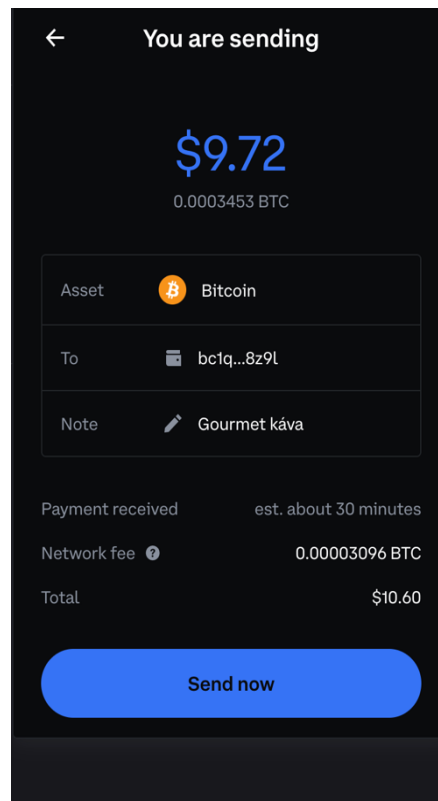 You are sending
$9.72
0.0003453 BTC
Asset Bitcoin
To bc1q...8z9l
Note Gourmet káva
Payment received est. about 30 minutes
Network fee ? 0.00003096 BTC
Total $10.60
Send now